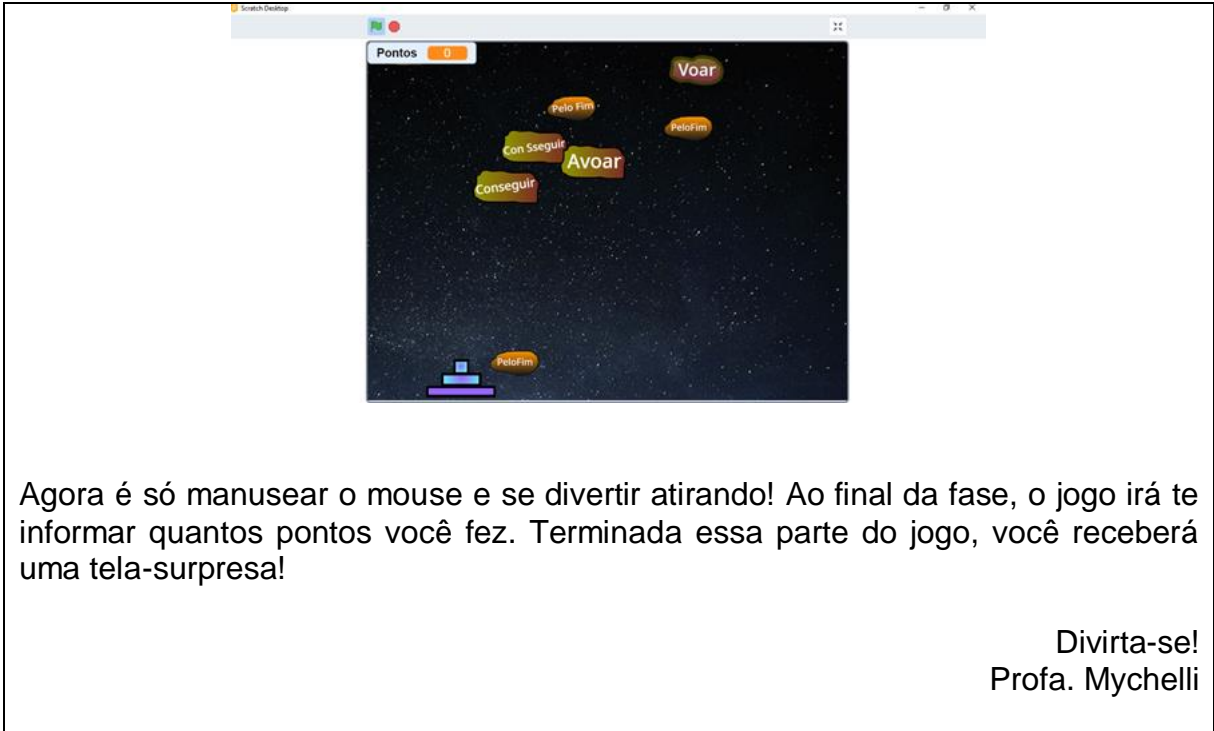 Scratch Desktop
Pontos 0
Voar
Pelo Fim
PeloFim
Con Sseguir
Avoar
Conseguir
PeloFim
Agora é só manusear o mouse e se divertir atirando! Ao final da fase, o jogo irá te
informar quantos pontos você fez. Terminada essa parte do jogo, você receberá
uma tela-surpresa!
Divirta-se!
Profa. Mychelli